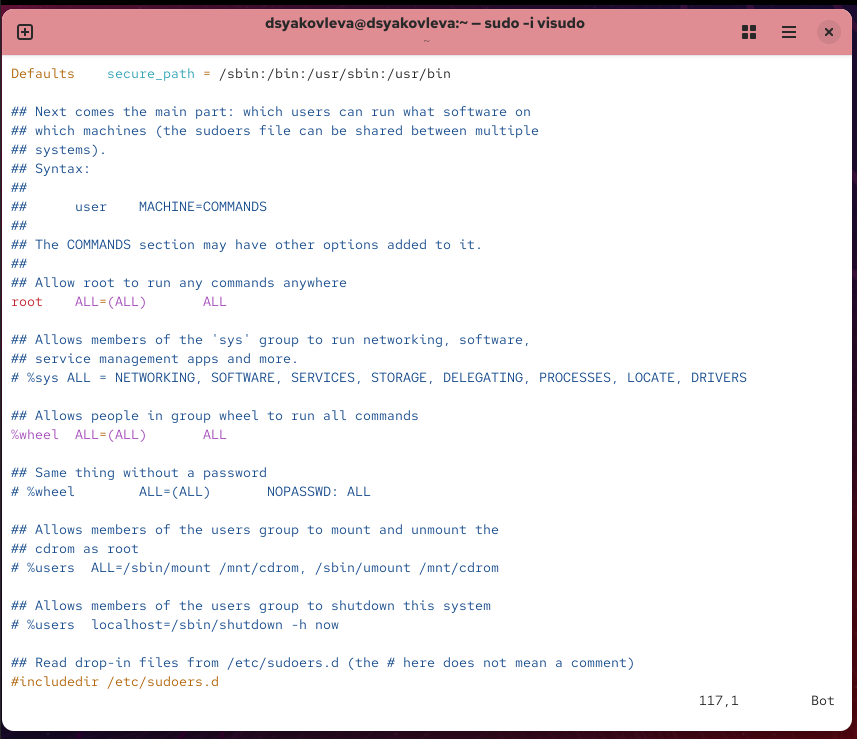 dsyakovleva@dsyakovleva:~ — sudo -i visudo
~
Defaults    secure_path = /sbin:/bin:/usr/sbin:/usr/bin

## Next comes the main part: which users can run what software on
## which machines (the sudoers file can be shared between multiple
## systems).
## Syntax:
##
##      user    MACHINE=COMMANDS
##
## The COMMANDS section may have other options added to it.
##
## Allow root to run any commands anywhere
root    ALL=(ALL)       ALL

## Allows members of the 'sys' group to run networking, software,
## service management apps and more.
# %sys ALL = NETWORKING, SOFTWARE, SERVICES, STORAGE, DELEGATING, PROCESSES, LOCATE, DRIVERS

## Allows people in group wheel to run all commands
%wheel  ALL=(ALL)       ALL

## Same thing without a password
# %wheel        ALL=(ALL)       NOPASSWD: ALL

## Allows members of the users group to mount and unmount the
## cdrom as root
# %users  ALL=/sbin/mount /mnt/cdrom, /sbin/umount /mnt/cdrom

## Allows members of the users group to shutdown this system
# %users  localhost=/sbin/shutdown -h now

## Read drop-in files from /etc/sudoers.d (the # here does not mean a comment)
#includedir /etc/sudoers.d
117,1         Bot